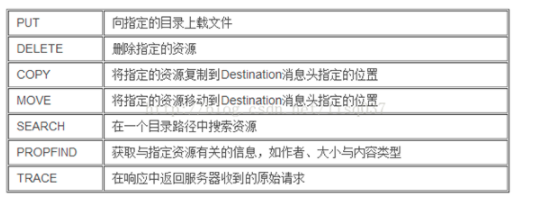 PUT 向指定的目录上载文件
DELETE 删除指定的资源
COPY 将指定的资源复制到Destination消息头指定的位置
MOVE 将指定的资源移动到Destination消息头指定的位置
SEARCH 在一个目录路径中搜索资源
PROPFIND 获取与指定资源有关的信息，如作者、大小与内容类型
TRACE 在响应中返回服务器收到的原始请求